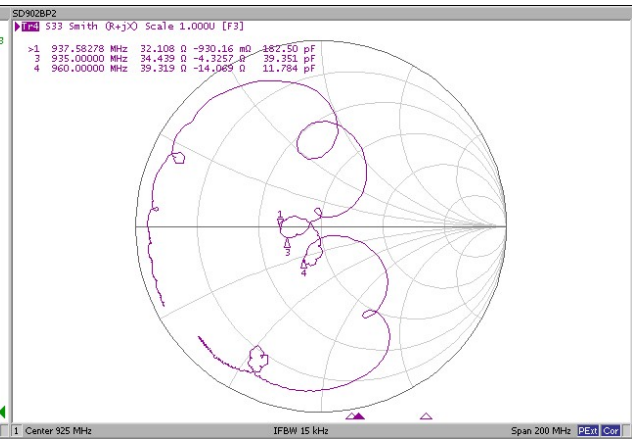 SD902BP2
Tr4 S33 Smith (R+jX) Scale 1.000U [F3]
>1 937.58278 MHz 32.108 Ω -930.16 mΩ 182.50 pF
3 935.00000 MHz 34.439 Ω -4.3257 Ω 39.351 pF
4 960.00000 MHz 39.319 Ω -14.069 Ω 11.784 pF
1
3
4
1 Center 925 MHz IFBW 15 kHz Span 200 MHz PExt Cor